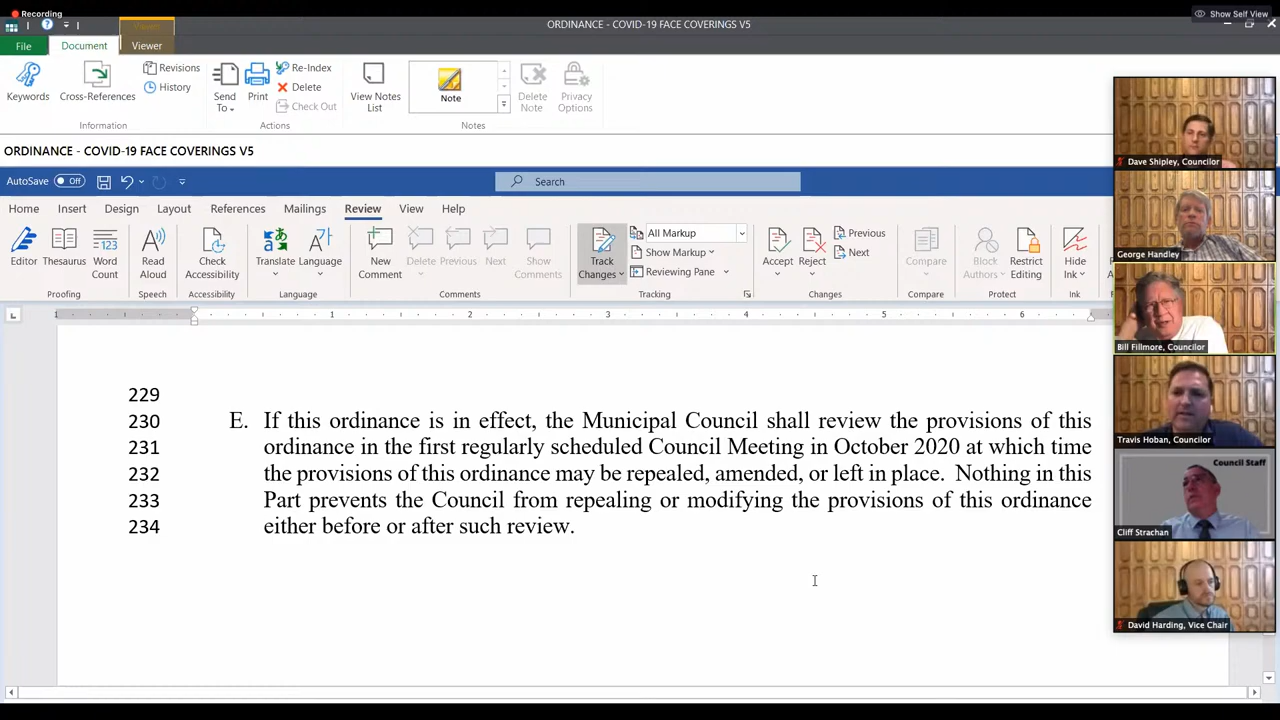 Recording
ORDINANCE - COVID-19 FACE COVERINGS V5
Show Self View
Viewer
File
Document
Viewer
Keywords
Cross-References
Revisions
History
Information
Send To
Print
Re-Index
Delete
Check Out
Actions
View Notes List
Note
Delete Note
Privacy Options
Notes
ORDINANCE - COVID-19 FACE COVERINGS V5
AutoSave Off
Search
Home Insert Design Layout References Mailings Review View Help
Editor
Thesaurus
Word Count
Proofing
Read Aloud
Speech
Check Accessibility
Accessibility
Translate
Language
Language
New Comment
Delete
Previous
Next
Show Comments
Comments
Track Changes
All Markup
Show Markup
Reviewing Pane
Tracking
Accept
Reject
Previous
Next
Changes
Compare
Compare
Block Authors
Restrict Editing
Protect
Hide Ink
Ink
1 1 2 3 4 5 6
229
230 E. If this ordinance is in effect, the Municipal Council shall review the provisions of this
231 ordinance in the first regularly scheduled Council Meeting in October 2020 at which time
232 the provisions of this ordinance may be repealed, amended, or left in place. Nothing in this
233 Part prevents the Council from repealing or modifying the provisions of this ordinance
234 either before or after such review.
Dave Shipley, Councilor
George Handley
Bill Fillmore, Councilor
Travis Hoban, Councilor
Council Staff
Cliff Strachan
David Harding, Vice Chair